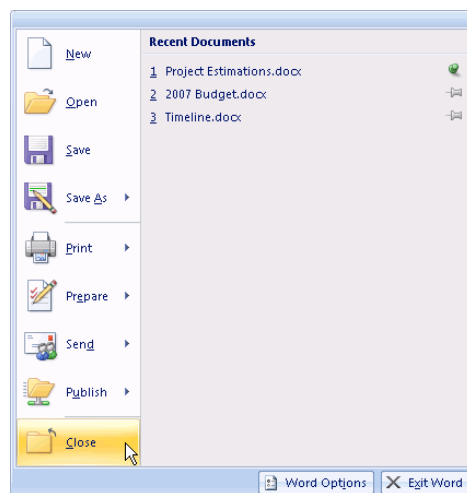 New
Open
Save
Save As
Print
Prepare
Send
Publish
Close
Recent Documents
1 Project Estimations.docx
2 2007 Budget.docx
3 Timeline.docx
Word Options
Exit Word